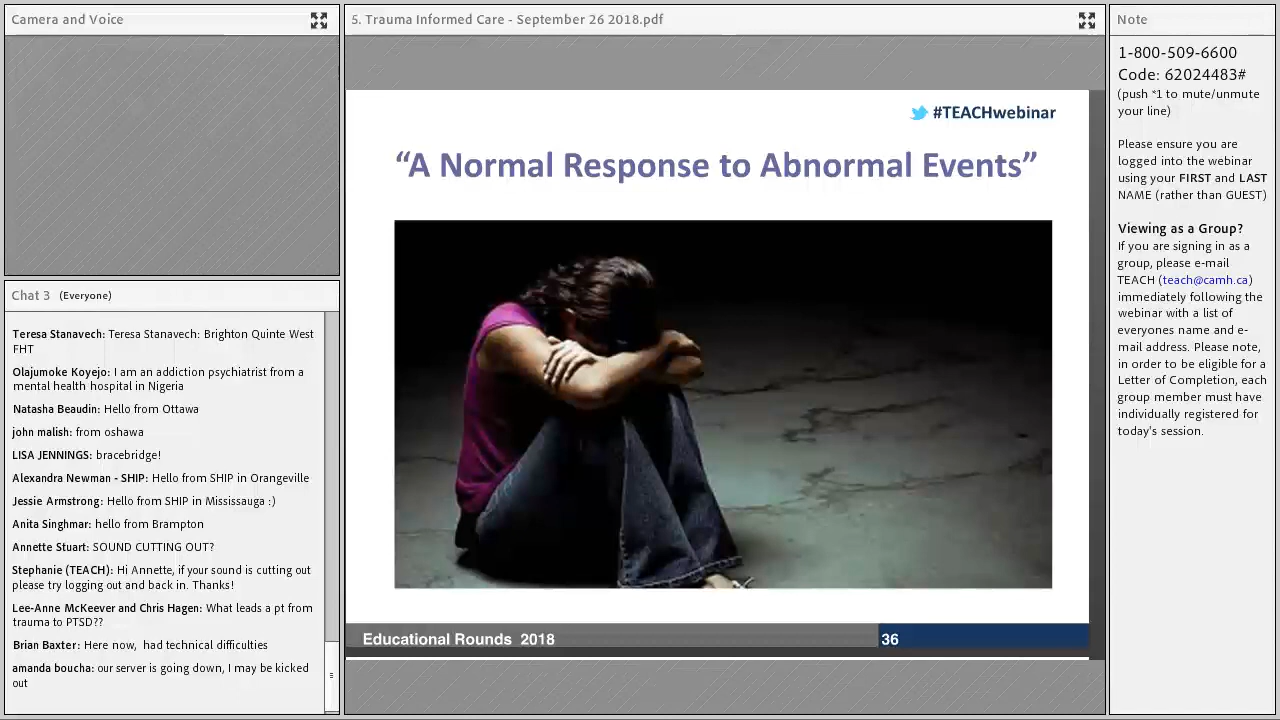 Camera and Voice
Chat 3 (Everyone)
Teresa Stanavech: Teresa Stanavech: Brighton Quinte West
FHT
Olajumoke Koyejo: I am an addiction psychiatrist from a
mental health hospital in Nigeria
Natasha Beaudin: Hello from Ottawa
john malish: from oshawa
LISA JENNINGS: bracebridge!
Alexandra Newman - SHIP: Hello from SHIP in Orangeville
Jessie Armstrong: Hello from SHIP in Mississauga :)
Anita Singhmar: hello from Brampton
Annette Stuart: SOUND CUTTING OUT?
Stephanie (TEACH): Hi Annette, if your sound is cutting out
please try logging out and back in. Thanks!
Lee-Anne McKeever and Chris Hagen: What leads a pt from
trauma to PTSD??
Brian Baxter: Here now, had technical difficulties
amanda boucha: our server is going down, I may be kicked
out
5. Trauma Informed Care - September 26 2018.pdf
#TEACHwebinar
“A Normal Response to Abnormal Events”
Educational Rounds 2018
36
Note
1-800-509-6600
Code: 62024483#
(push *1 to mute/unmute
your line)
Please ensure you are
logged into the webinar
using your FIRST and LAST
NAME (rather than GUEST)
Viewing as a Group?
If you are signing in as a
group, please e-mail
TEACH (teach@camh.ca)
immediately following the
webinar with a list of
everyones name and e-
mail address. Please note,
in order to be eligible for a
Letter of Completion, each
group member must have
individually registered for
today's session.